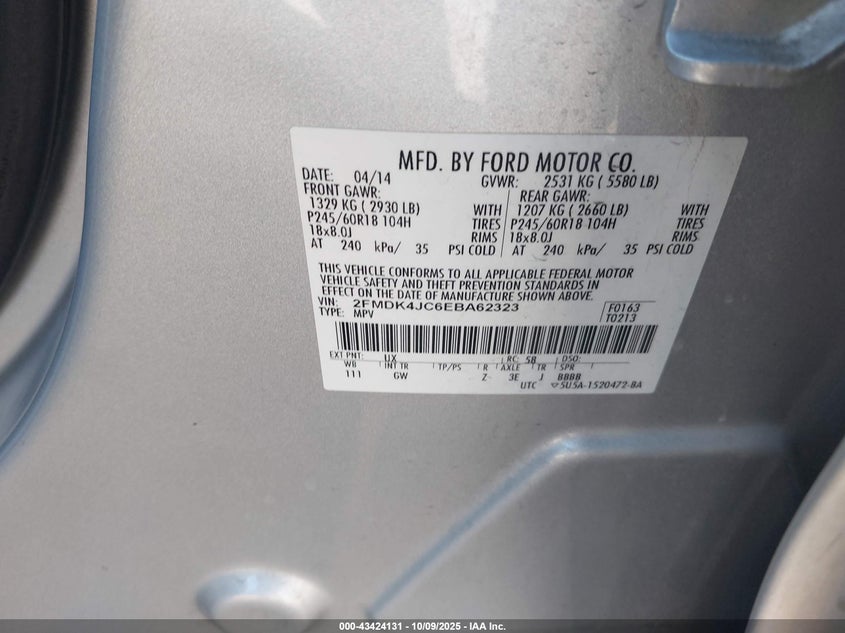 MFD. BY FORD MOTOR CO.
DATE: 04/14 GVWR: 2531 KG ( 5580 LB)
FRONT GAWR: REAR GAWR:
1329 KG ( 2930 LB) WITH 1207 KG ( 2660 LB) WITH
P245/60R18 104H TIRES P245/60R18 104H TIRES
18x8.0J RIMS 18x8.0J RIMS
AT 240 kPa/ 35 PSI COLD AT 240 kPa/ 35 PSI COLD
THIS VEHICLE CONFORMS TO ALL APPLICABLE FEDERAL MOTOR
VEHICLE SAFETY AND THEFT PREVENTION STANDARDS IN
EFFECT ON THE DATE OF MANUFACTURE SHOWN ABOVE.
VIN: 2FMDK4JC6EBA62323 F0163
TYPE: MPV T0213
EXT PNT: UX RC: 58 DSO:
WB INT TR TP/PS R AXLE TR SPR
111 GW Z 3E J BBBB
UTC ▽5U5A-1520472-BA
000-43424131 - 10/09/2025 - IAA Inc.